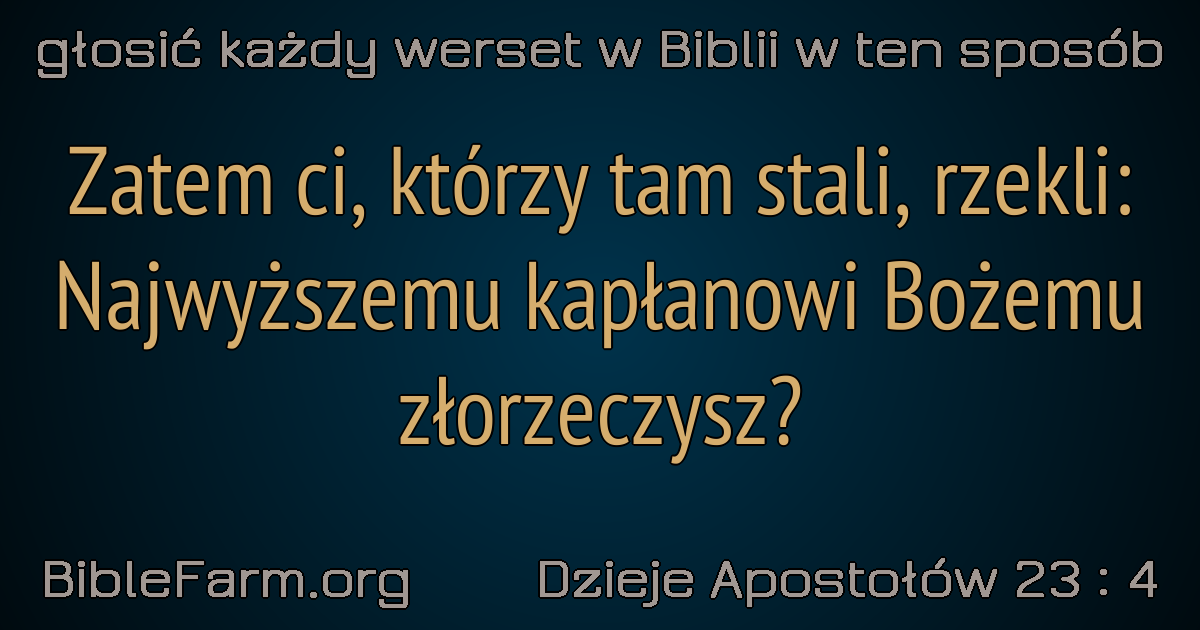 głosić każdy werset w Biblii w ten sposób
Zatem ci, którzy tam stali, rzekli:
Najwyższemu kapłanowi Bożemu
złorzeczysz?
BibleFarm.org Dzieje Apostołów 23 : 4